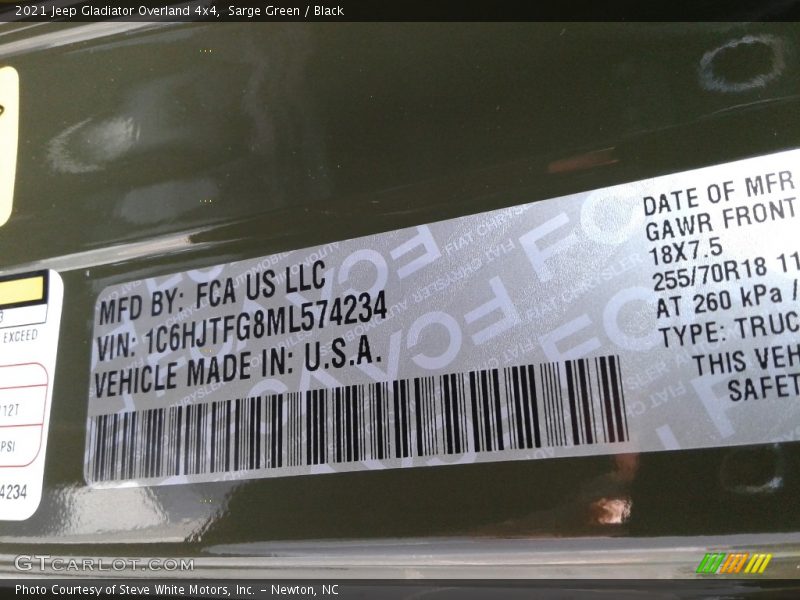 2021 Jeep Gladiator Overland 4x4,  Sarge Green / Black
EXCEED
112T
PSI
4234
MFD BY: FCA US LLC
VIN: 1C6HJTFG8ML574234
VEHICLE MADE IN: U.S.A.
DATE OF MFR
GAWR FRONT
18X7.5
255/70R18 11
AT 260 kPa /
TYPE: TRUC
THIS VEH
SAFET
GTCarLot.com
Photo Courtesy of Steve White Motors, Inc. – Newton, NC